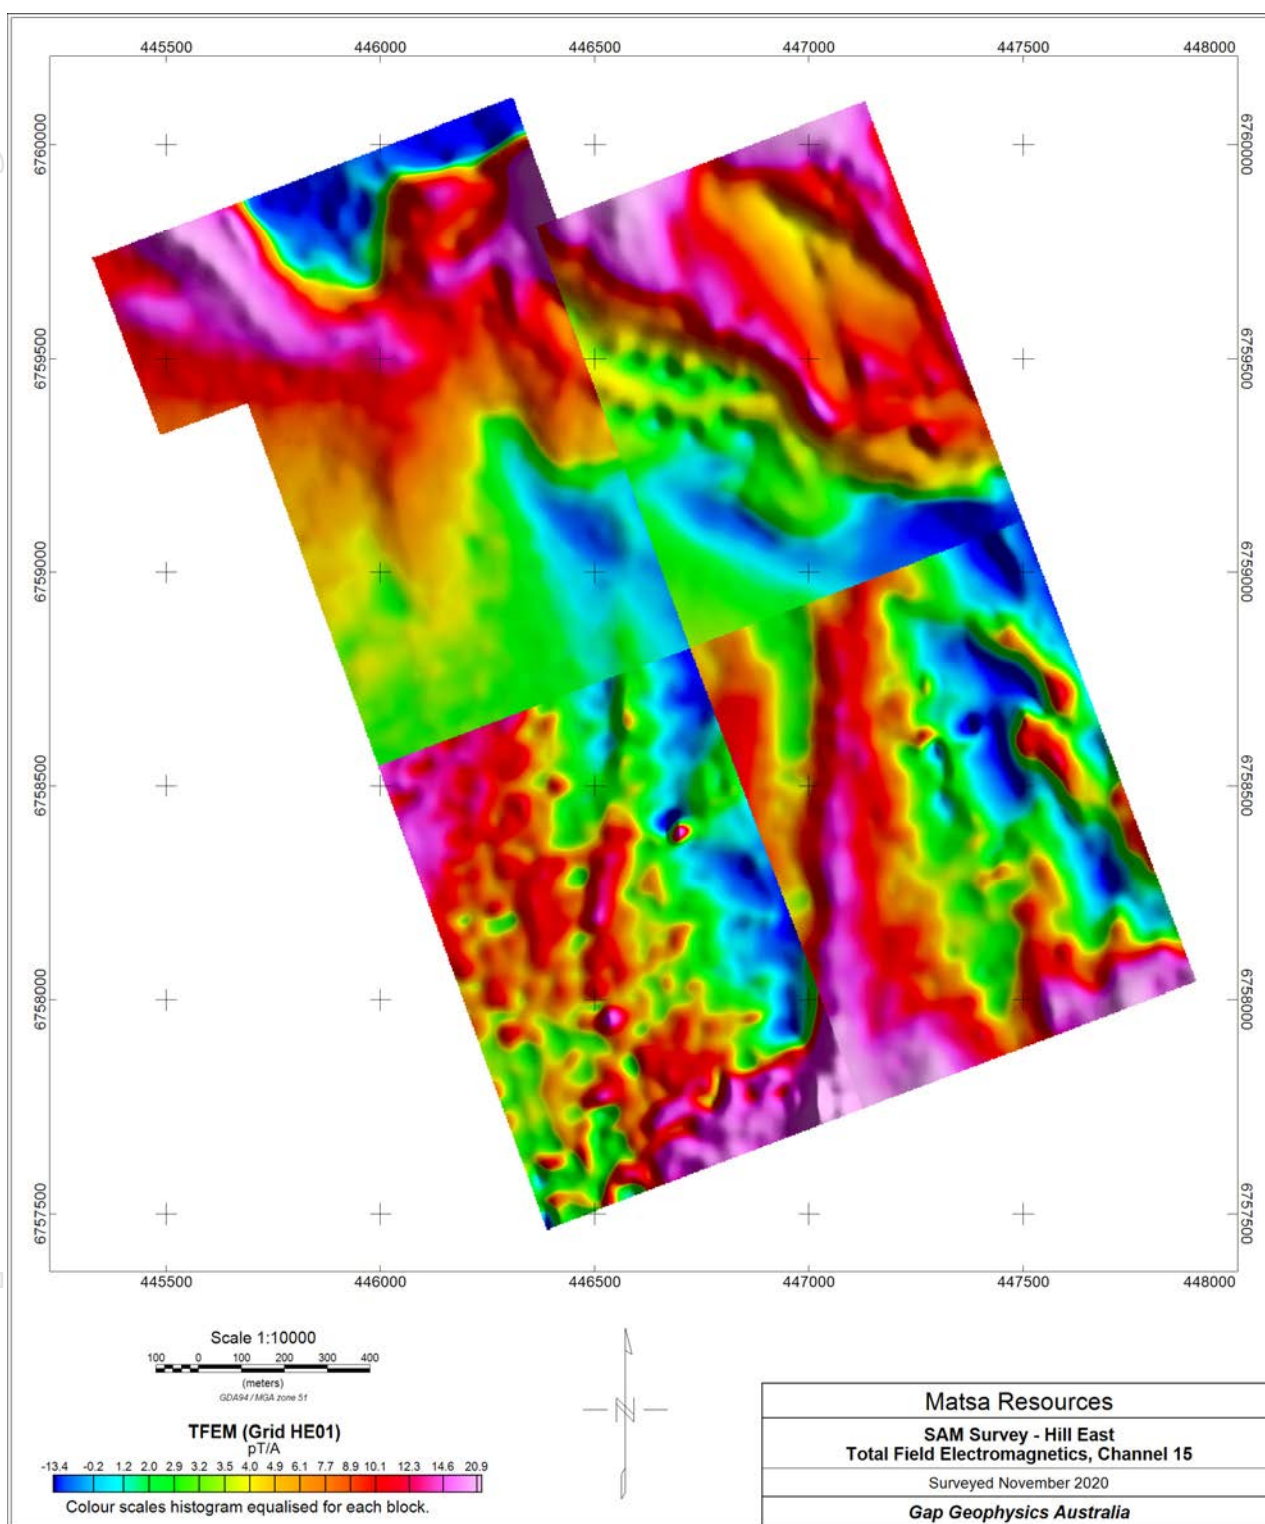 445500 446000 446500 447000 447500 448000
6760000 6760000
6759500 6759500
6759000 6759000
6758500 6758500
6758000 6758000
6757500 6757500
445500 446000 446500 447000 447500 448000
Scale 1:10000
100 0 100 200 300 400
(meters)
GDA94 / MGA zone 51
TFEM (Grid HE01)
pT/A
-13.4 -0.2 1.2 2.0 2.9 3.2 3.5 4.0 4.9 6.1 7.7 8.9 10.1 12.3 14.6 20.9
Colour scales histogram equalised for each block.
N
Matsa Resources
SAM Survey - Hill East
Total Field Electromagnetics, Channel 15
Surveyed November 2020
Gap Geophysics Australia